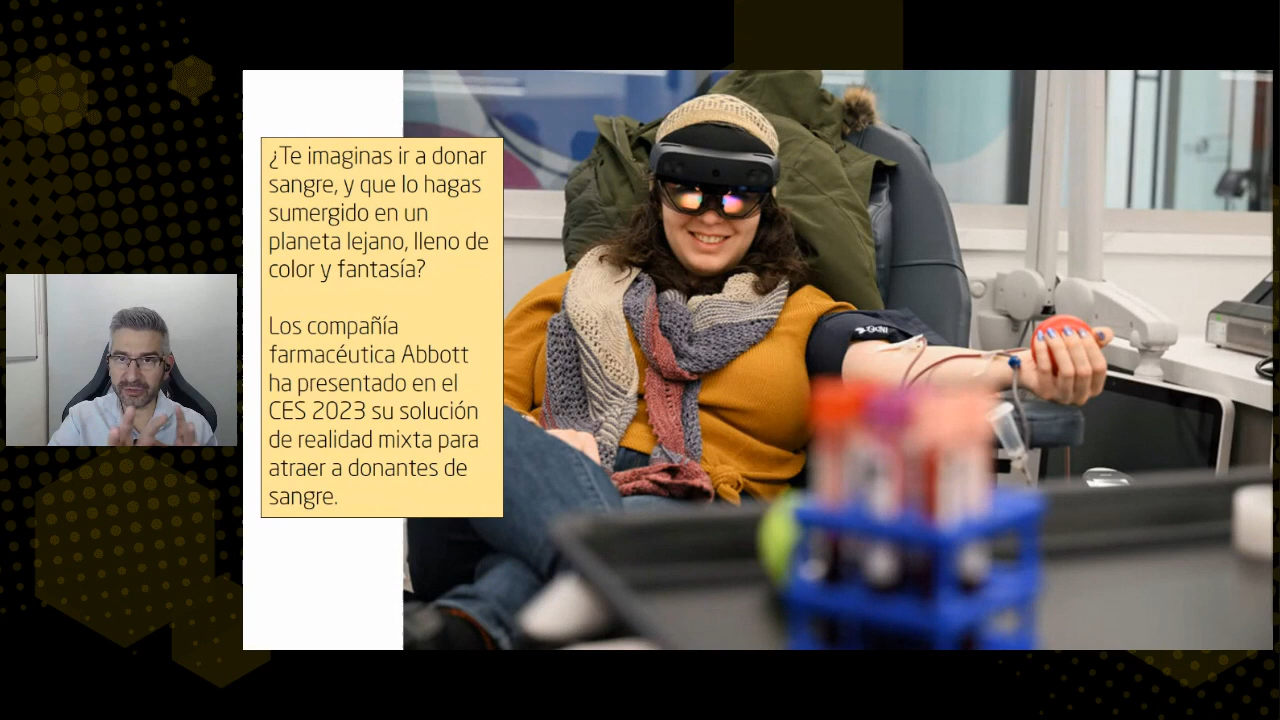 ¿Te imaginas ir a donar
sangre, y que lo hagas
sumergido en un
planeta lejano, lleno de
color y fantasía?
Los compañía
farmacéutica Abbott
ha presentado en el
CES 2023 su solución
de realidad mixta para
atraer a donantes de
sangre.